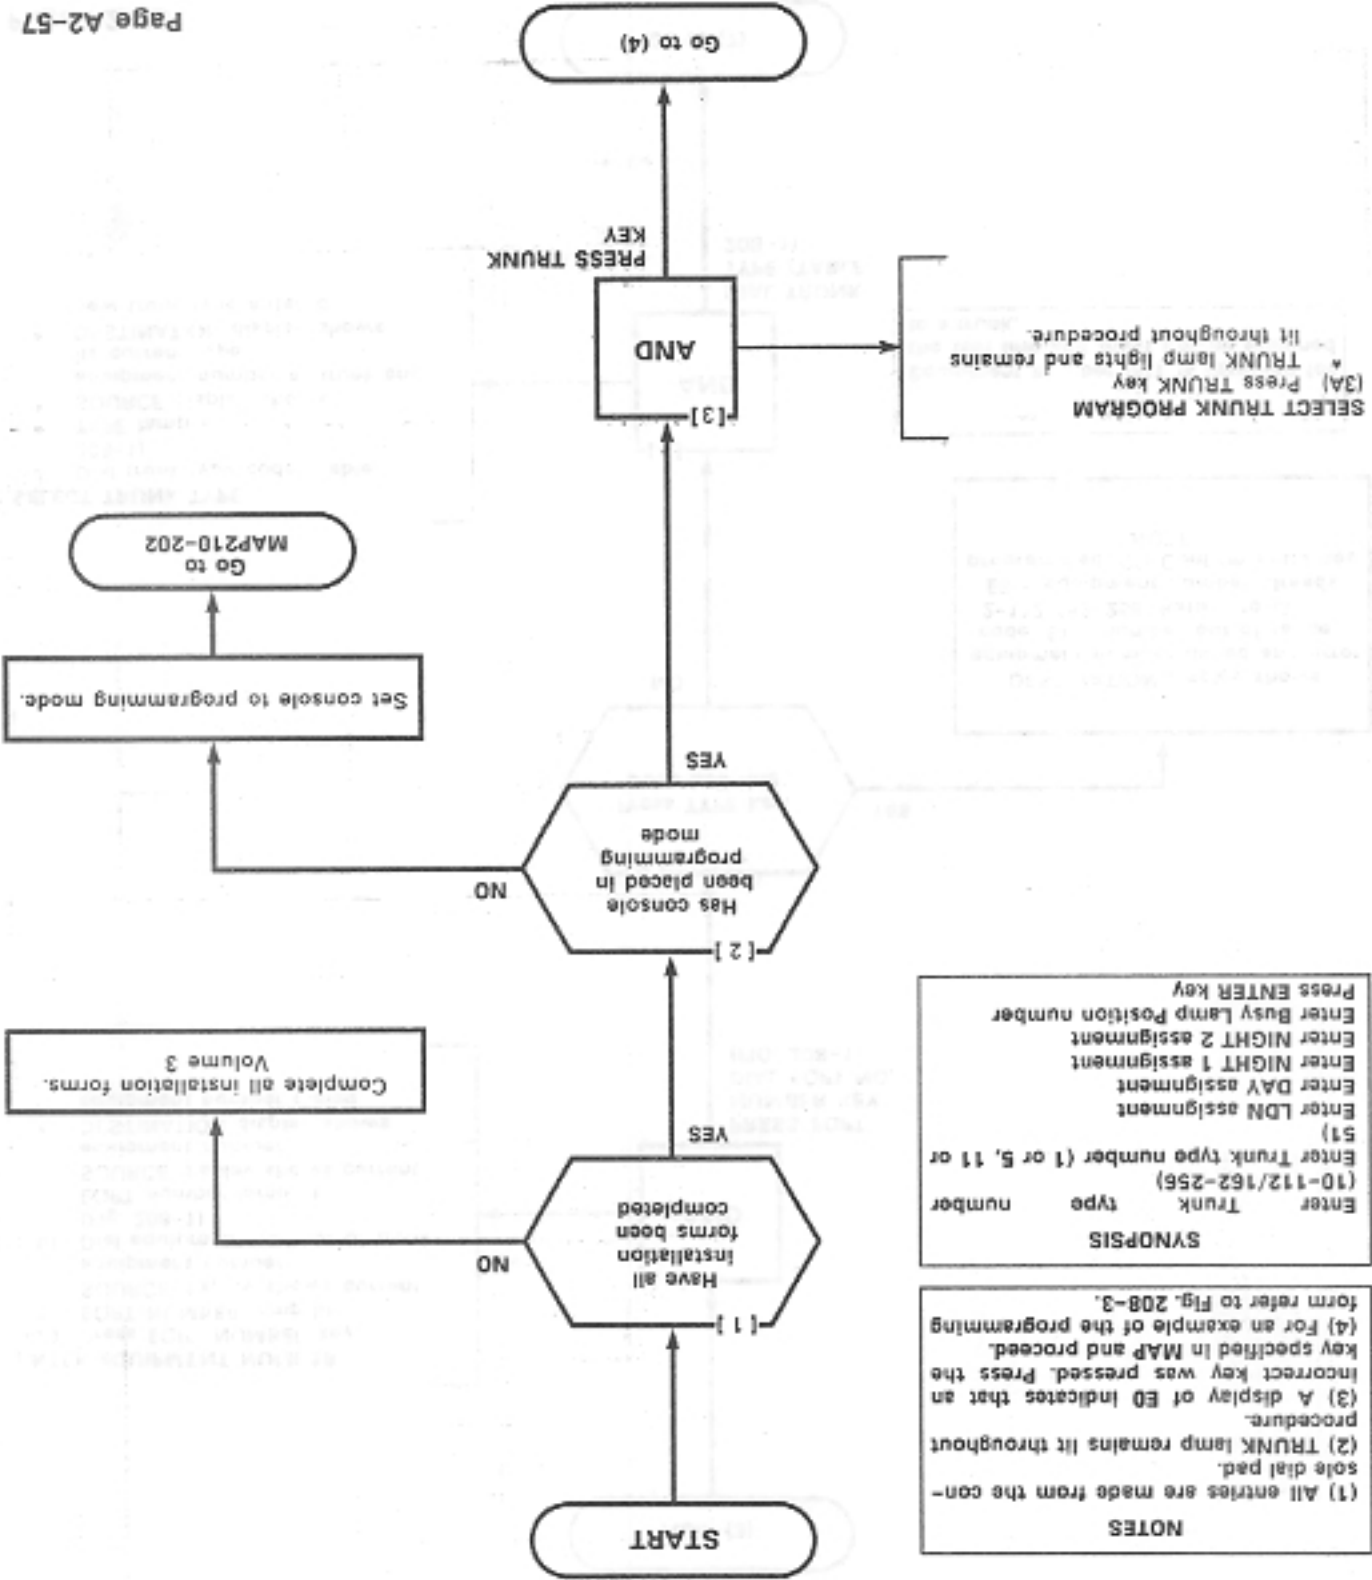 NOTES
(1) All entries are made from the con-
sole dial pad.
(2) TRUNK lamp remains lit throughout
procedure.
(3) A display of E0 indicates that an
incorrect key was pressed. Press the
key specified in MAP and proceed.
(4) For an example of the programming
form refer to Fig. 208-3.
SYNOPSIS
Enter Trunk type number
(10-112/162-256)
Enter Trunk type number (1 or 5, 11 or
51)
Enter LDN assignment
Enter DAY assignment
Enter NIGHT 1 assignment
Enter NIGHT 2 assignment
Enter Busy Lamp Position number
Press ENTER key
START
[1]
Have all
installation
forms been
completed
NO
YES
Complete all installation forms.
Volume 3
[2]
Has console
been placed in
programming
mode
NO
YES
Set console to programming mode.
Go to
MAP210-202
[3]
AND
SELECT TRUNK PROGRAM
(3A) Press TRUNK key
* TRUNK lamp lights and remains
lit throughout procedure.
PRESS TRUNK
KEY
Go to (4)
Page A2-57